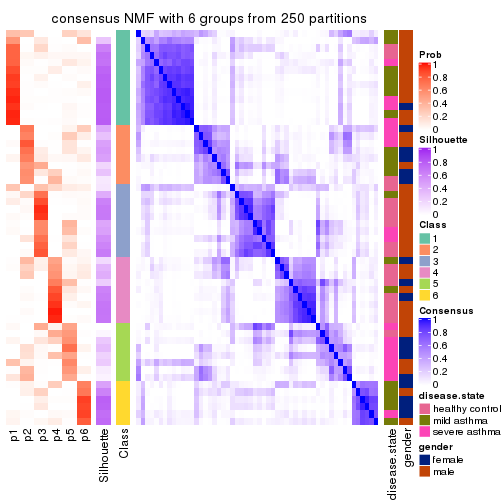 consensus NMF with 6 groups from 250 partitions
p1
p2
p3
p4
p5
p6
Silhouette
Class
disease.state
gender
Prob
1
0.8
0.6
0.4
0.2
0
Silhouette
1
0.8
0.6
0.4
0.2
0
Class
1
2
3
4
5
6
Consensus
1
0.8
0.6
0.4
0.2
0
disease.state
healthy control
mild asthma
severe asthma
gender
female
male